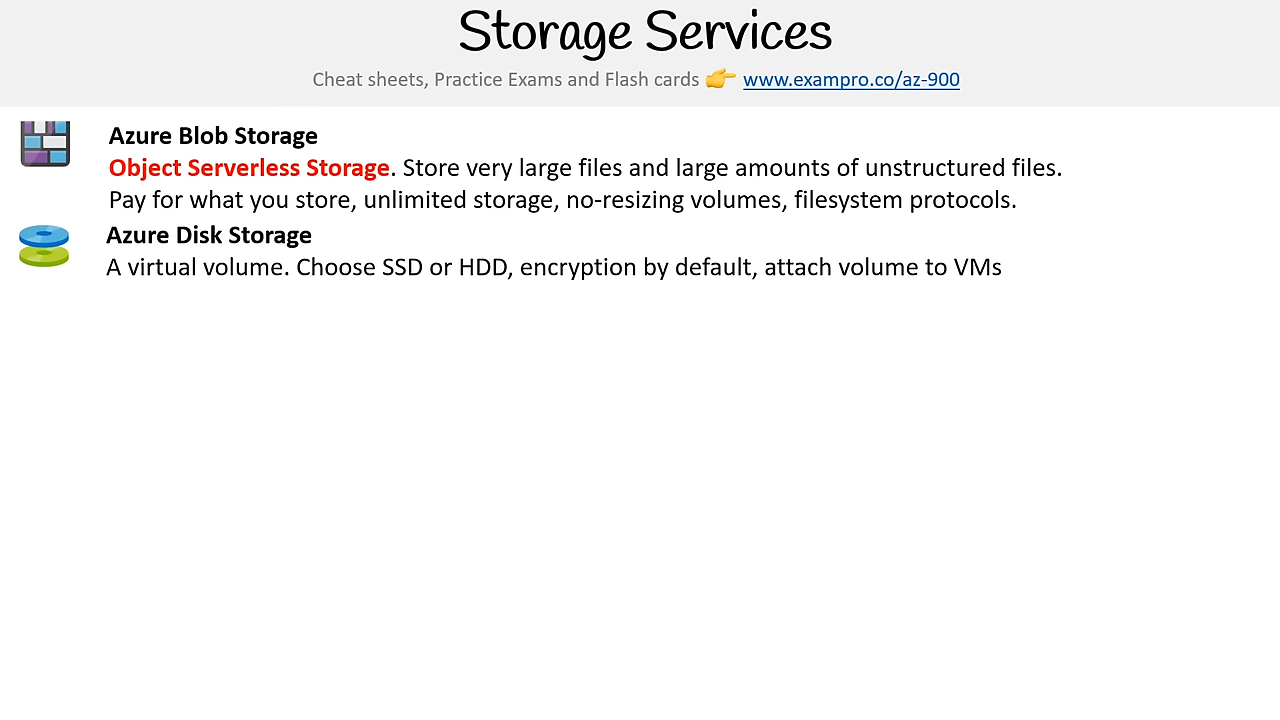 Storage Services
Cheat sheets, Practice Exams and Flash cards 👉 www.exampro.co/az-900
Azure Blob Storage
Object Serverless Storage. Store very large files and large amounts of unstructured files.
Pay for what you store, unlimited storage, no-resizing volumes, filesystem protocols.
Azure Disk Storage
A virtual volume. Choose SSD or HDD, encryption by default, attach volume to VMs